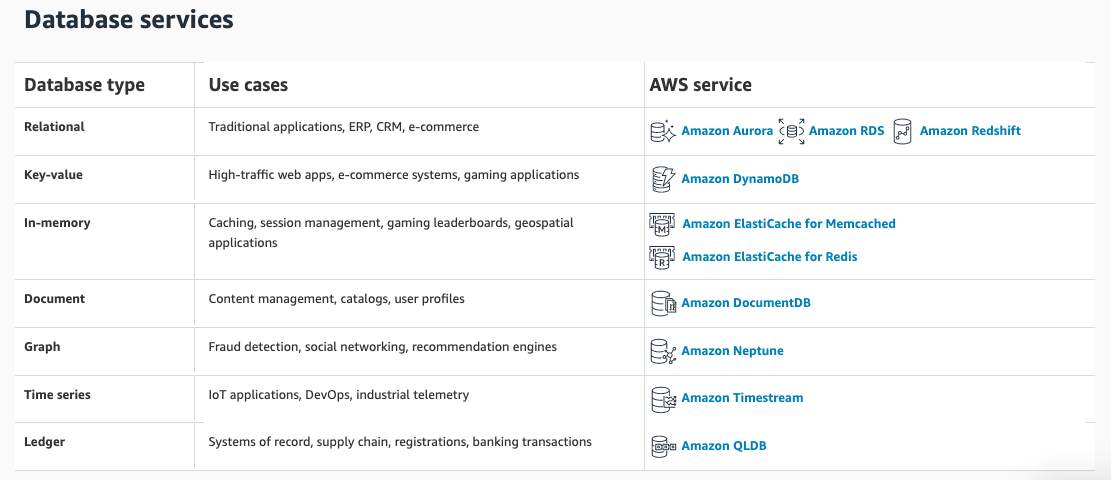 Database services
Database type Use cases AWS service
Relational Traditional applications, ERP, CRM, e-commerce Amazon Aurora Amazon RDS Amazon Redshift
Key-value High-traffic web apps, e-commerce systems, gaming applications Amazon DynamoDB
In-memory Caching, session management, gaming leaderboards, geospatial applications M Amazon ElastiCache for Memcached
R Amazon ElastiCache for Redis
Document Content management, catalogs, user profiles Amazon DocumentDB
Graph Fraud detection, social networking, recommendation engines Amazon Neptune
Time series IoT applications, DevOps, industrial telemetry Amazon Timestream
Ledger Systems of record, supply chain, registrations, banking transactions Amazon QLDB